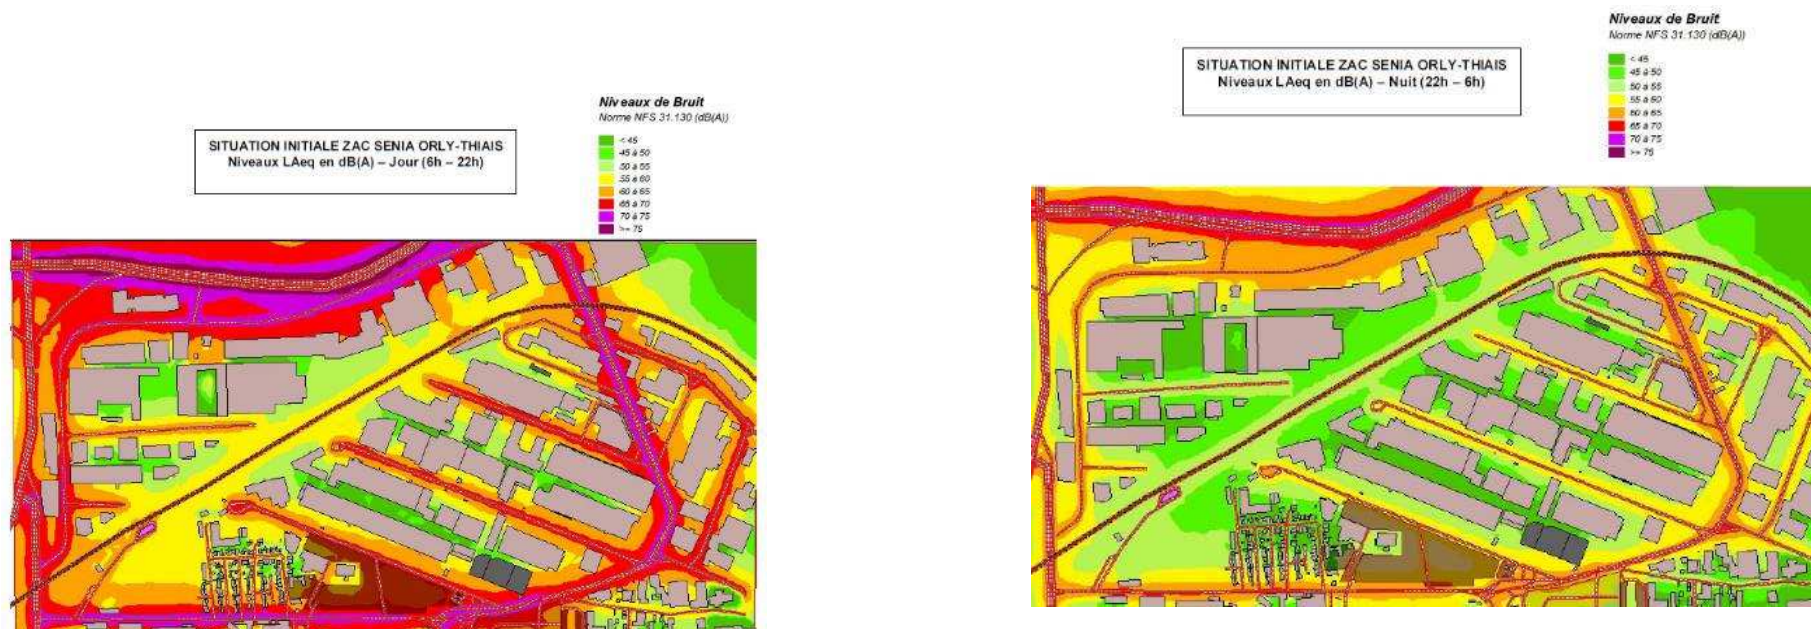 Niveaux de Bruit
Norme NFS 31.130 (dB(A))
SITUATION INITIALE ZAC SENIA ORLY-THIAIS
Niveaux LAeq en dB(A) – Jour (6h – 22h)
< 45
45 à 50
50 à 55
55 à 60
60 à 65
65 à 70
70 à 75
>= 75
Niveaux de Bruit
Norme NFS 31.130 (dB(A))
SITUATION INITIALE ZAC SENIA ORLY-THIAIS
Niveaux LAeq en dB(A) – Nuit (22h – 6h)
< 45
45 à 50
50 à 55
55 à 60
60 à 65
65 à 70
70 à 75
>= 75